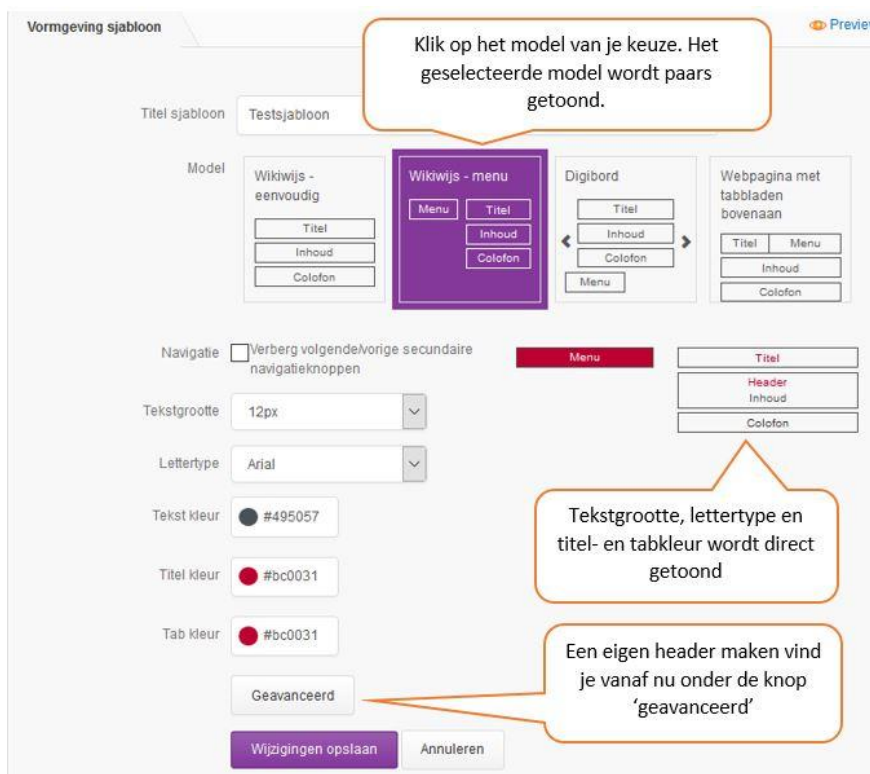 Vormgeving sjabloon
Preview
Klik op het model van je keuze. Het
geselecteerde model wordt paars
getoond.
Titel sjabloon
Testsjabloon
Model
Wikiwijs -
eenvoudig
Titel
Inhoud
Colofon
Wikiwijs - menu
Menu
Titel
Inhoud
Colofon
Digibord
Titel
Inhoud
Colofon
Menu
Webpagina met
tabbladen
bovenaan
Titel
Menu
Inhoud
Colofon
Navigatie
Verberg volgende/vorige secundaire
navigatieknoppen
Menu
Titel
Header
Inhoud
Colofon
Tekstgrootte
12px
Lettertype
Arial
Tekst kleur
#495057
Tekstgrootte, lettertype en
titel- en tabkleur wordt direct
getoond
Titel kleur
#bc0031
Tab kleur
#bc0031
Een eigen header maken vind
je vanaf nu onder de knop
‘geavanceerd’
Geavanceerd
Wijzigingen opslaan
Annuleren